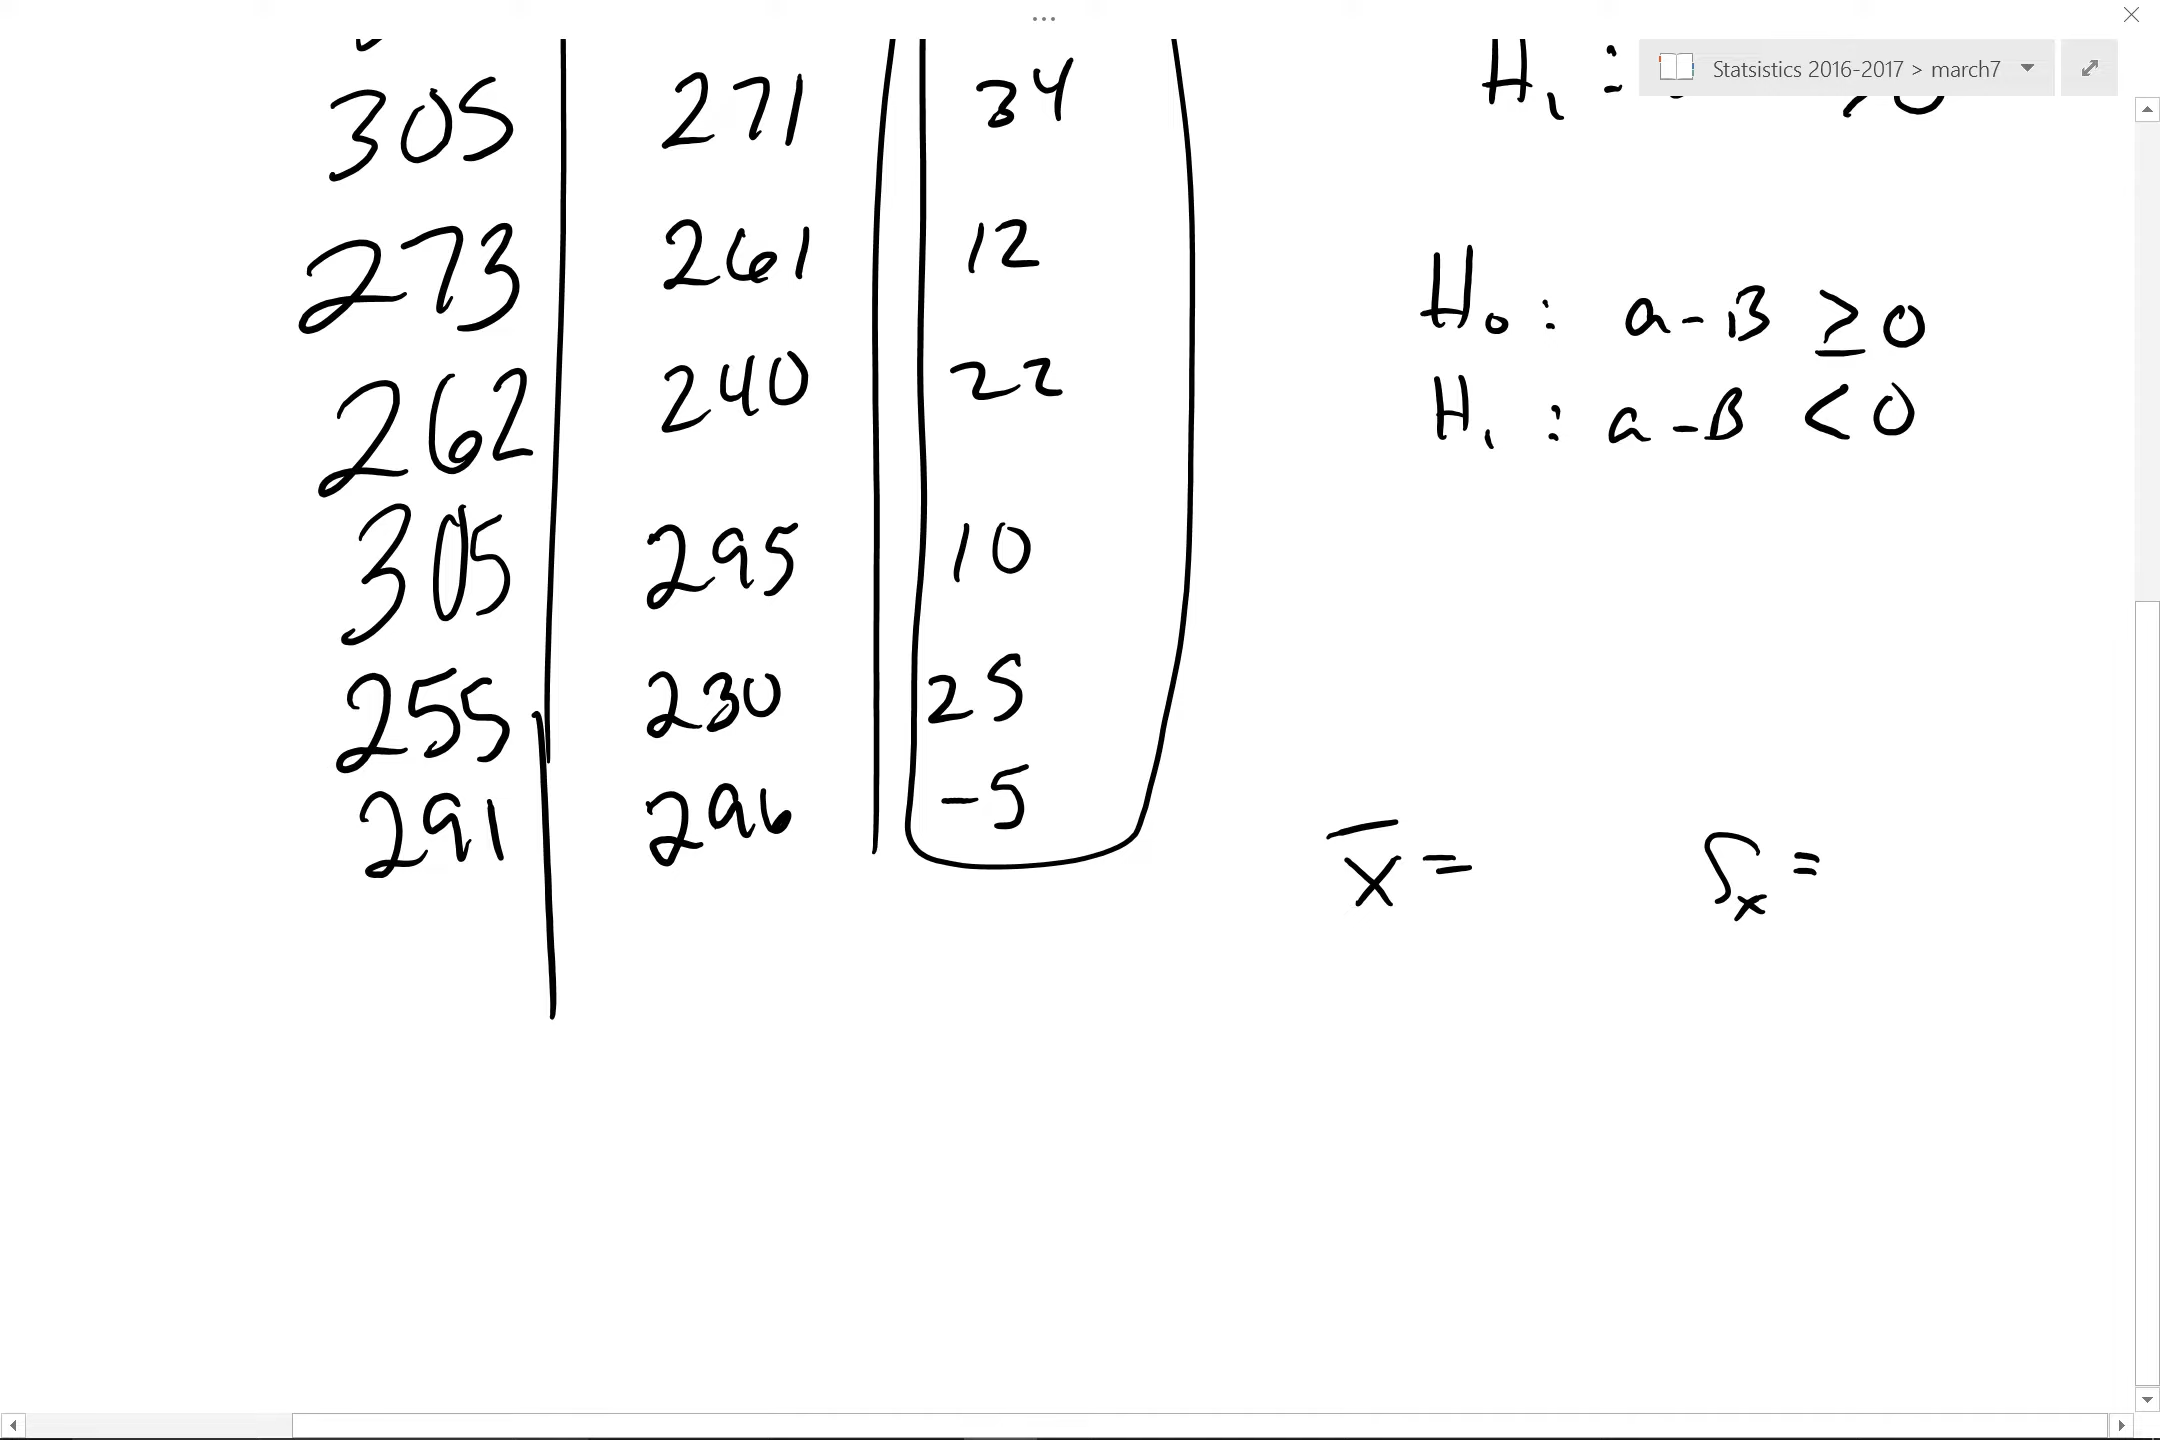 Statsistics 2016-2017 > march7
H₁ : >0
305 271 34
273 261 12
262 240 22
305 295 10
255 230 25
291 296 -5
H₀ : a-B ≥ 0
H₁ : a-B < 0
x̄ = Sₓ =